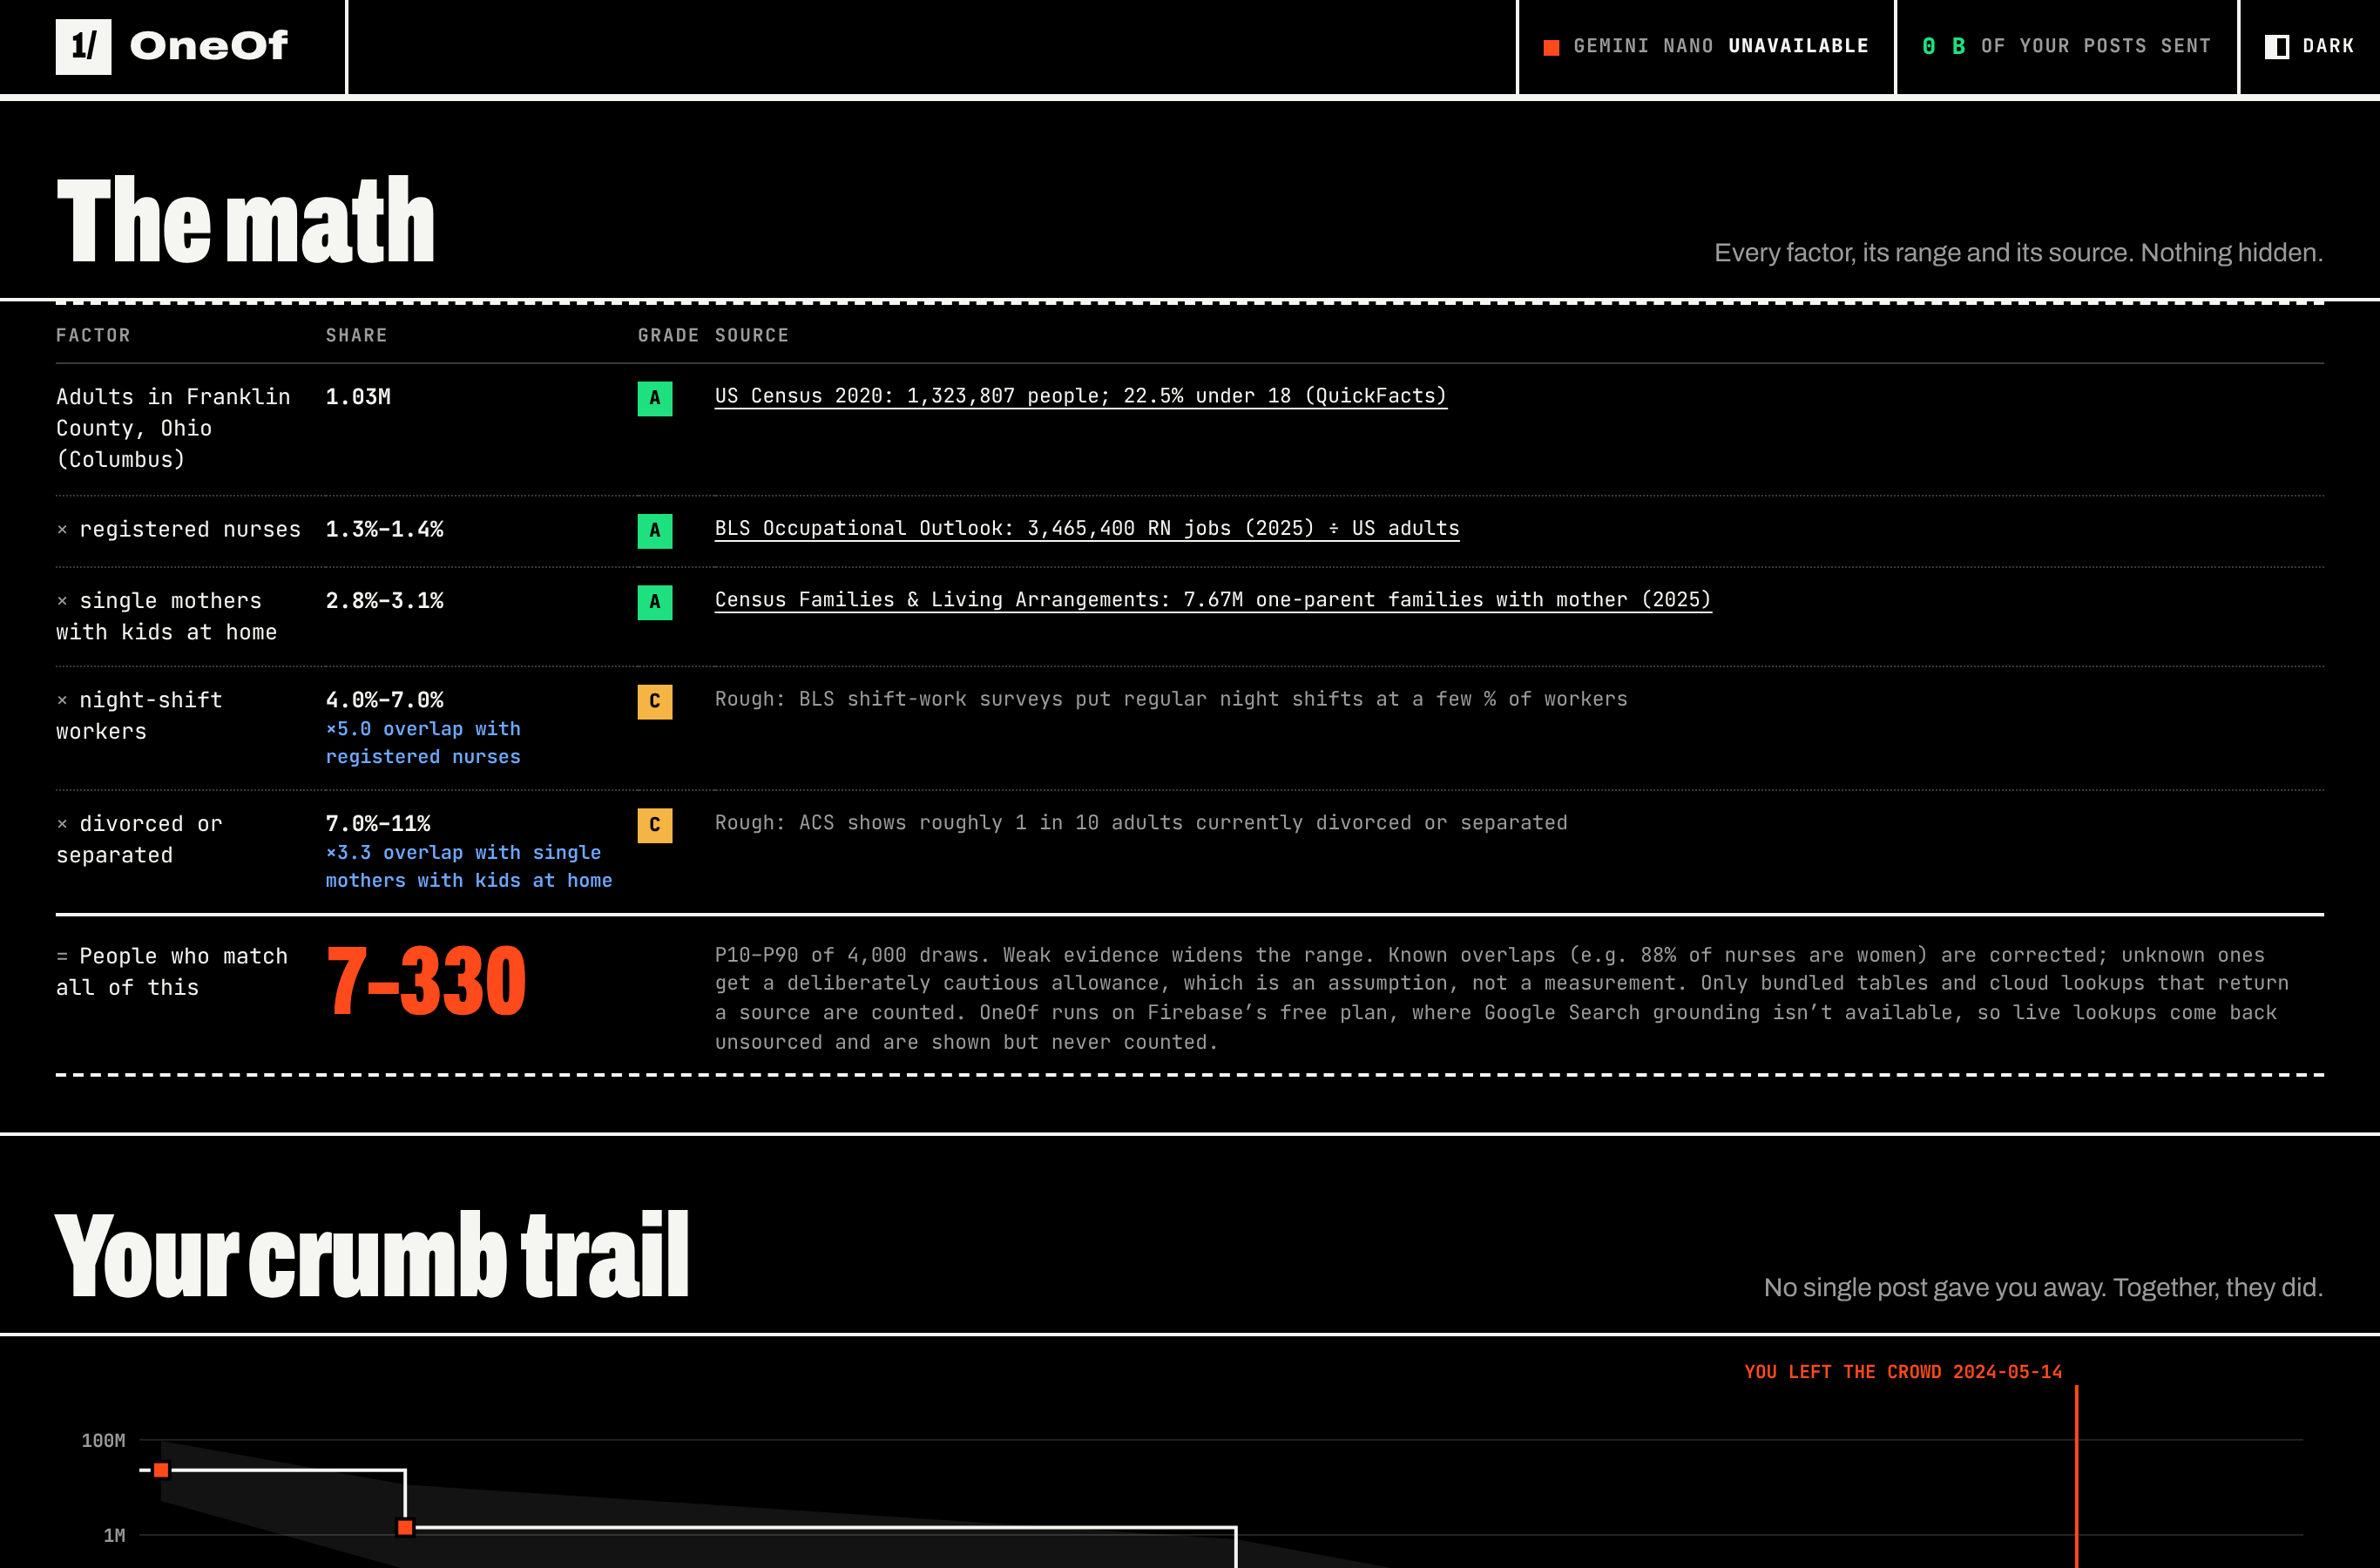 1/ OneOf
GEMINI NANO UNAVAILABLE
0 B OF YOUR POSTS SENT
DARK
The math
Every factor, its range and its source. Nothing hidden.
FACTOR SHARE GRADE SOURCE
Adults in Franklin County, Ohio (Columbus) 1.03M A US Census 2020: 1,323,807 people; 22.5% under 18 (QuickFacts)
× registered nurses 1.3%–1.4% A BLS Occupational Outlook: 3,465,400 RN jobs (2025) ÷ US adults
× single mothers with kids at home 2.8%–3.1% A Census Families & Living Arrangements: 7.67M one-parent families with mother (2025)
× night-shift workers 4.0%–7.0% ×5.0 overlap with registered nurses C Rough: BLS shift-work surveys put regular night shifts at a few % of workers
× divorced or separated 7.0%–11% ×3.3 overlap with single mothers with kids at home C Rough: ACS shows roughly 1 in 10 adults currently divorced or separated
= People who match all of this 7–330
P10–P90 of 4,000 draws. Weak evidence widens the range. Known overlaps (e.g. 88% of nurses are women) are corrected; unknown ones
get a deliberately cautious allowance, which is an assumption, not a measurement. Only bundled tables and cloud lookups that return
a source are counted. OneOf runs on Firebase’s free plan, where Google Search grounding isn’t available, so live lookups come back
unsourced and are shown but never counted.
Your crumb trail
No single post gave you away. Together, they did.
YOU LEFT THE CROWD 2024-05-14
100M
1M